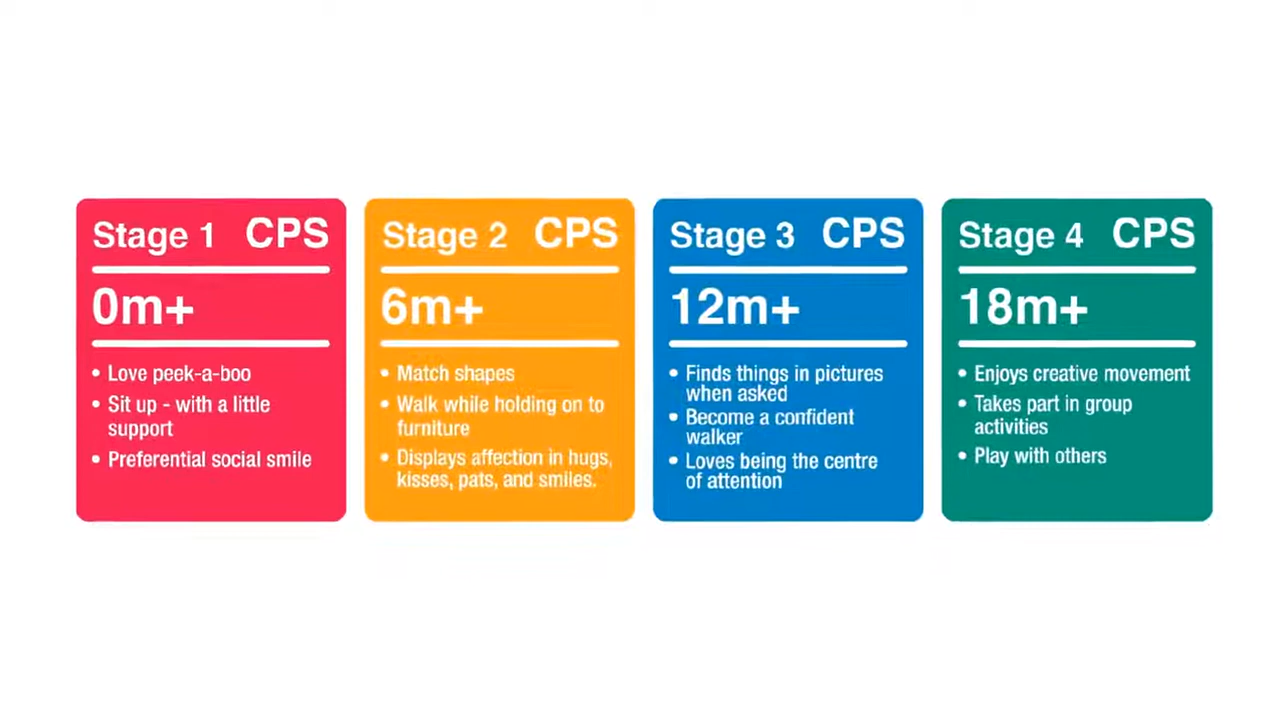 Stage 1 CPS
0m+
• Love peek-a-boo
• Sit up - with a little
support
• Preferential social smile
Stage 2 CPS
6m+
• Match shapes
• Walk while holding on to
furniture
• Displays affection in hugs,
kisses, pats, and smiles.
Stage 3 CPS
12m+
• Finds things in pictures
when asked
• Become a confident
walker
• Loves being the centre
of attention
Stage 4 CPS
18m+
• Enjoys creative movement
• Takes part in group
activities
• Play with others